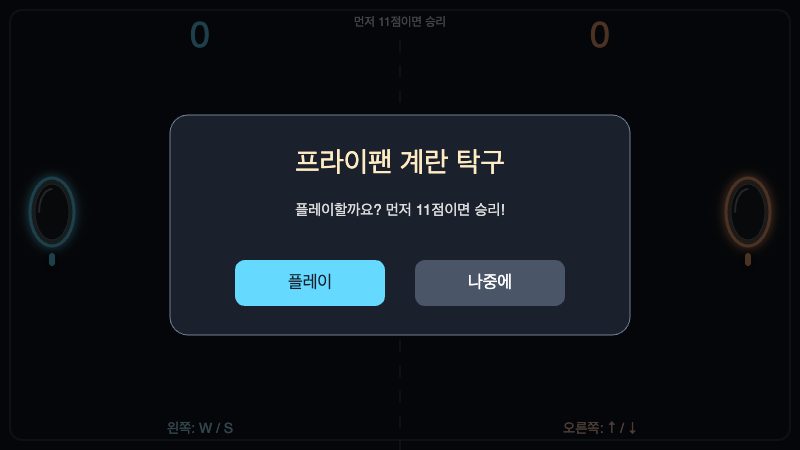 0
먼저 11점이면 승리
0
프라이팬 계란 탁구
플레이할까요? 먼저 11점이면 승리!
플레이
나중에
왼쪽: W / S
오른쪽: ↑ / ↓